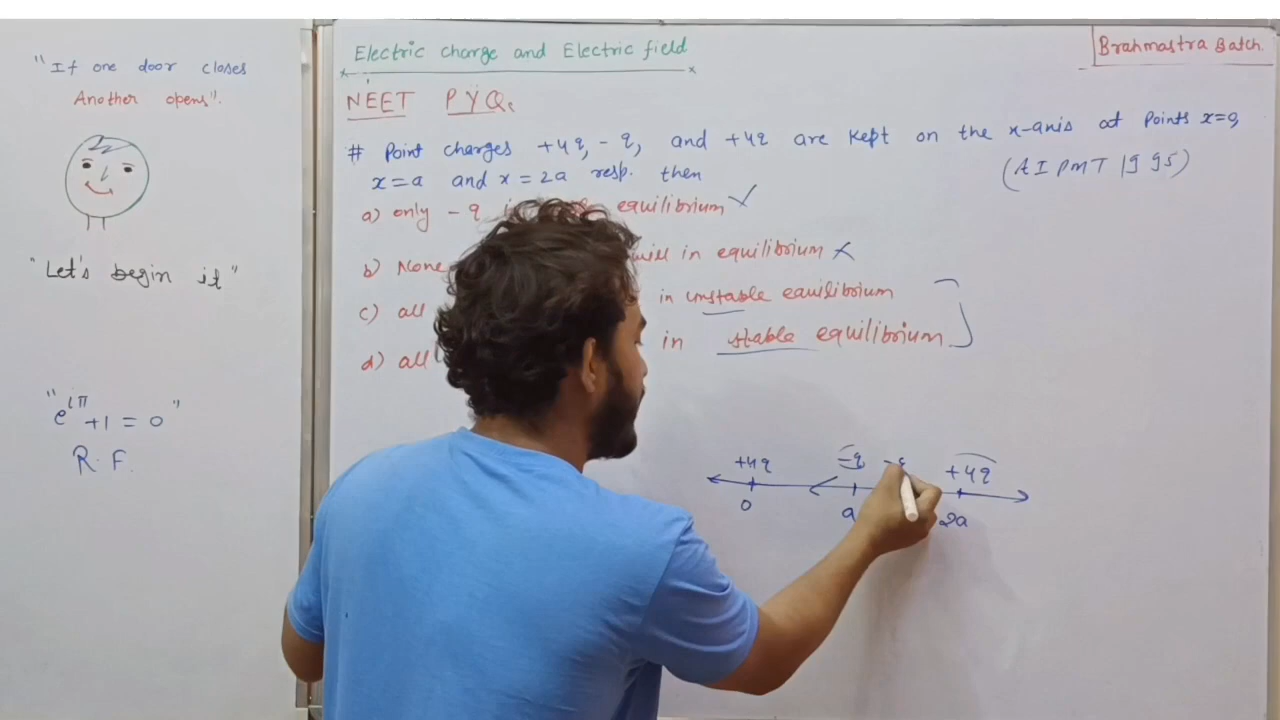 "If one door closes
Another opens".
"Let's begin it"
"e^iπ +1 = 0"
R. F.
Electric charge and Electric field
Brahmastra Batch.
NEET PYQs
# Point charges +4q, - q, and +4q are kept on the x-axis at points x=0,
x=a and x = 2a resp. then
(AIPMT 1995)
a) only - q equilibrium
b) None will in equilibrium
c) all in unstable equilibrium
d) all in stable equilibrium
+4q -q +4q
0 a 2a